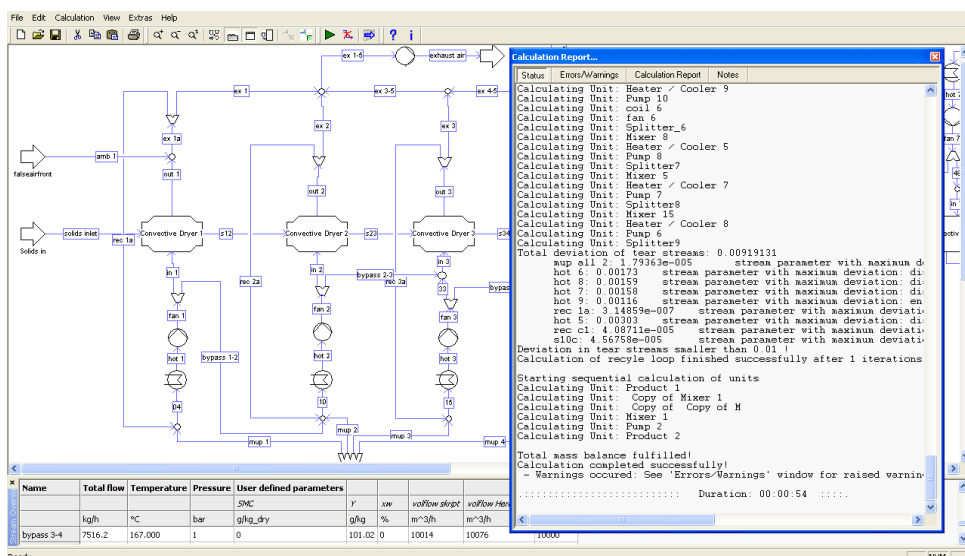 File Edit Calculation View Extras Help
ex 1-5
exhaust air
ex 1
ex 3-5
ex 4-5
ex 1a
ex 2
ex 3
amb 1
falseairfront
out 1
out 2
out 3
Solids in
solids inlet
rec 1a
Convective Dryer 1
s12
Convective Dryer 2
s23
Convective Dryer 3
s34
in 1
rec 2a
in 2
bypass 2-3
rec 3a
in 3
33
bypass
fan 1
fan 2
fan 3
hot 1
bypass 1-2
hot 2
hot 3
04
10
15
mup 1
mup 2
mup 3
mup 4
hot 7
fan 7
48
in
ectiv
Calculation Report...
Status Errors/Warnings Calculation Report Notes
Calculating Unit: Heater / Cooler 9
Calculating Unit: Pump 10
Calculating Unit: coil 6
Calculating Unit: fan 6
Calculating Unit: Splitter_6
Calculating Unit: Mixer 8
Calculating Unit: Heater / Cooler 5
Calculating Unit: Pump 8
Calculating Unit: Splitter7
Calculating Unit: Mixer 5
Calculating Unit: Heater / Cooler 7
Calculating Unit: Pump 7
Calculating Unit: Splitter8
Calculating Unit: Mixer 15
Calculating Unit: Heater / Cooler 8
Calculating Unit: Pump 6
Calculating Unit: Splitter9
Total deviation of tear streams: 0.00919131
mup all 2: 1.79363e-005 stream parameter with maximum de
hot 6: 0.00173 stream parameter with maximum deviation: dis
hot 8: 0.00159 stream parameter with maximum deviation: dis
hot 7: 0.00158 stream parameter with maximum deviation: dis
hot 9: 0.00116 stream parameter with maximum deviation: en
rec 1a: 3.14859e-007 stream parameter with maximum deviati
hot 5: 0.00303 stream parameter with maximum deviation: dis
rec c1: 4.08711e-005 stream parameter with maximum deviati
s10c: 4.56758e-005 stream parameter with maximum deviatio
Deviation in tear streams smaller than 0.01 !
Calculation of recyle loop finished successfully after 1 iterations
Starting sequential calculation of units
Calculating Unit: Product 1
Calculating Unit: Copy of Mixer 1
Calculating Unit: Copy of Copy of M
Calculating Unit: Mixer 1
Calculating Unit: Pump 2
Calculating Unit: Product 2
Total mass balance fulfilled!
Calculation completed successfully!
- Warnings occured: See 'Errors/Warnings' window for raised warnin
.:::::::::::::::::::::::::: Duration: 00:00:54 ::::.
Name Total flow Temperature Pressure User defined parameters
SMC Y xw volflow skript volflow Hen
kg/h °C bar g/kg_dry g/kg % m^3/h m^3/h
bypass 3-4 7516.2 167.000 1 0 101.02 0 10014 10076 10000